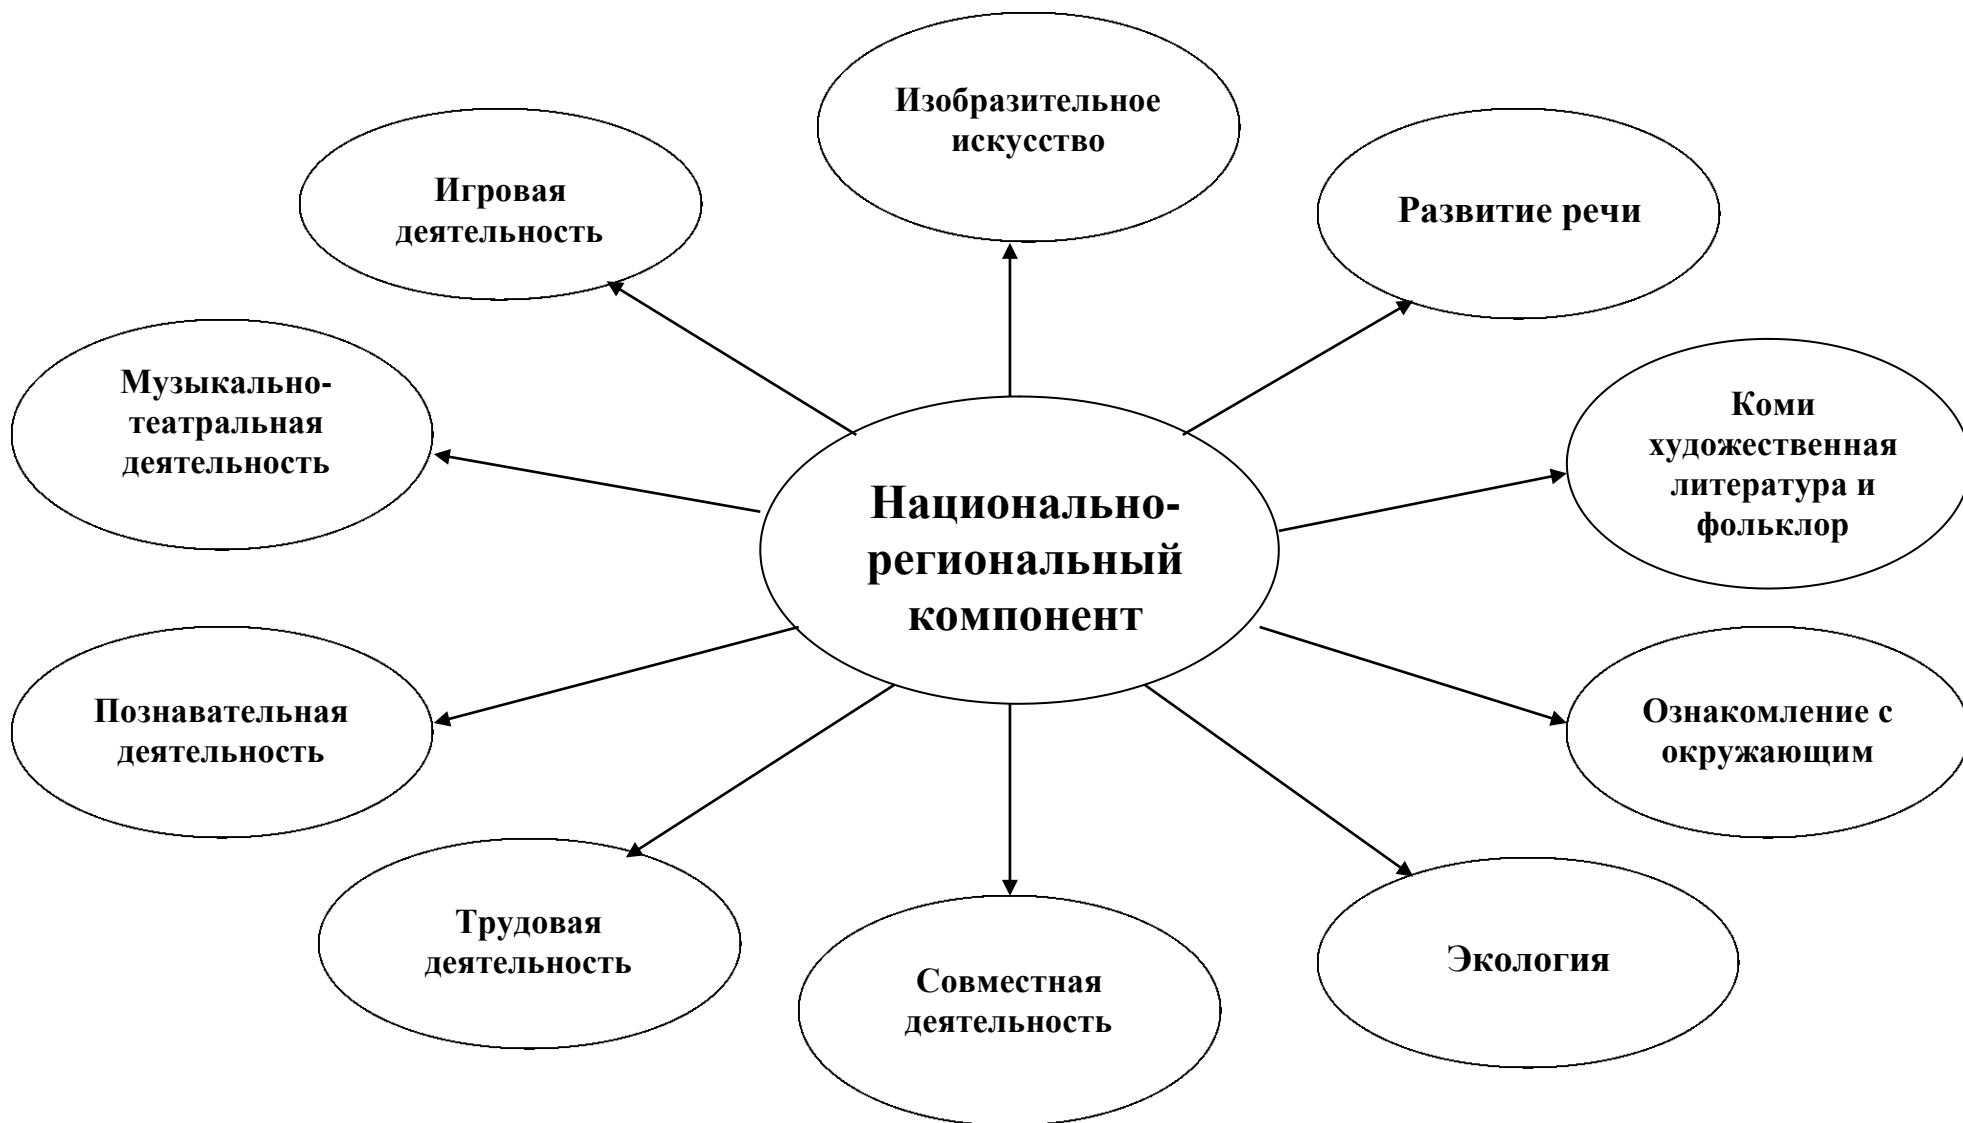 Изобразительное
искусство
Игровая
деятельность
Развитие речи
Музыкально-
театральная
деятельность
Коми
художественная
литература и
фольклор
Национально-
региональный
компонент
Познавательная
деятельность
Ознакомление с
окружающим
Трудовая
деятельность
Совместная
деятельность
Экология